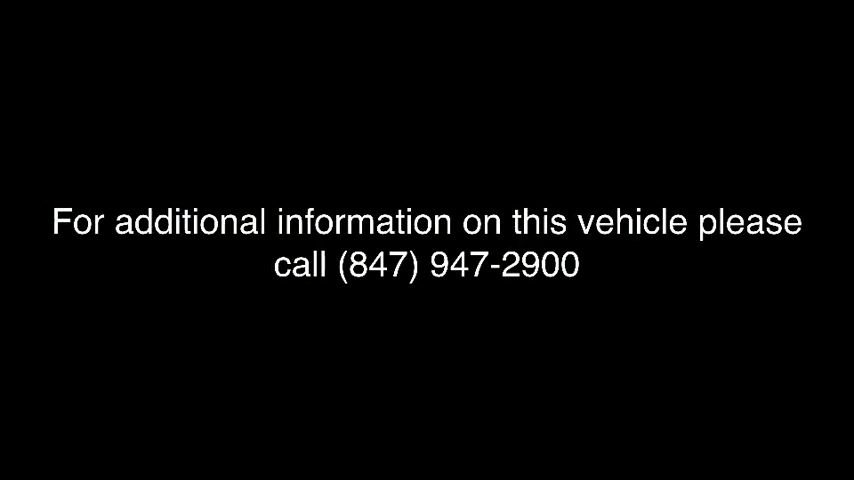 For additional information on this vehicle please
call (847) 947-2900